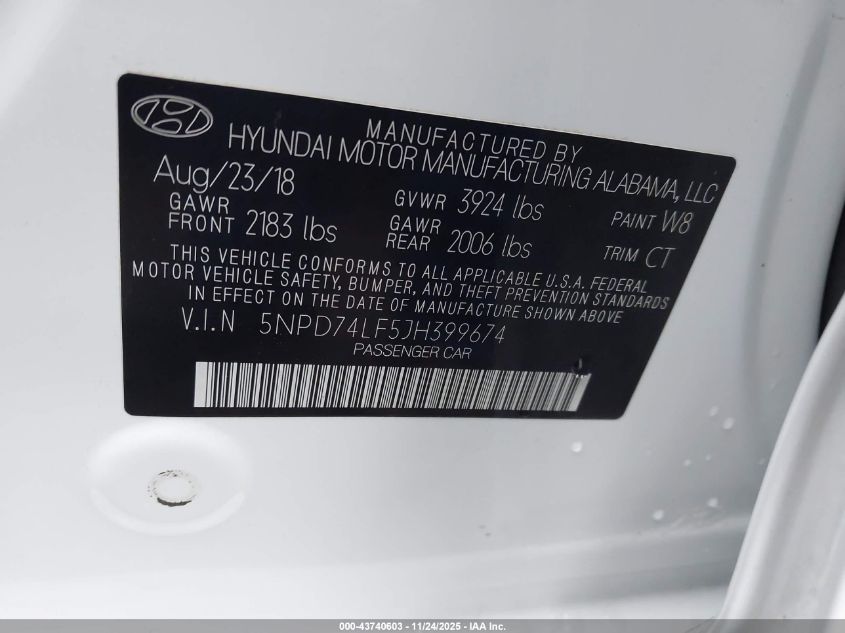 MANUFACTURED BY
HYUNDAI MOTOR MANUFACTURING ALABAMA, LLC
Aug/23/18 GVWR 3924 lbs PAINT W8
GAWR FRONT 2183 lbs GAWR REAR 2006 lbs TRIM CT
THIS VEHICLE CONFORMS TO ALL APPLICABLE U.S.A. FEDERAL
MOTOR VEHICLE SAFETY, BUMPER, AND THEFT PREVENTION STANDARDS
IN EFFECT ON THE DATE OF MANUFACTURE SHOWN ABOVE
V.I.N 5NPD74LF5JH399674
PASSENGER CAR
000-43740603 - 11/24/2025 - IAA Inc.